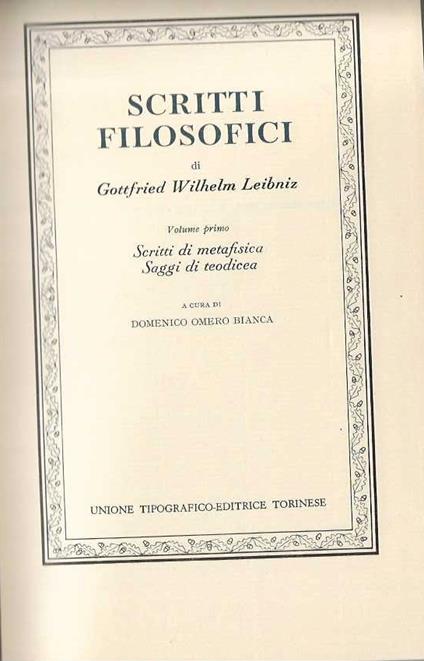 SCRITTI
FILOSOFICI
di
Gottfried Wilhelm Leibniz
Volume primo
Scritti di metafisica
Saggi di teodicea
A CURA DI
DOMENICO OMERO BIANCA
UNIONE TIPOGRAFICO-EDITRICE TORINESE